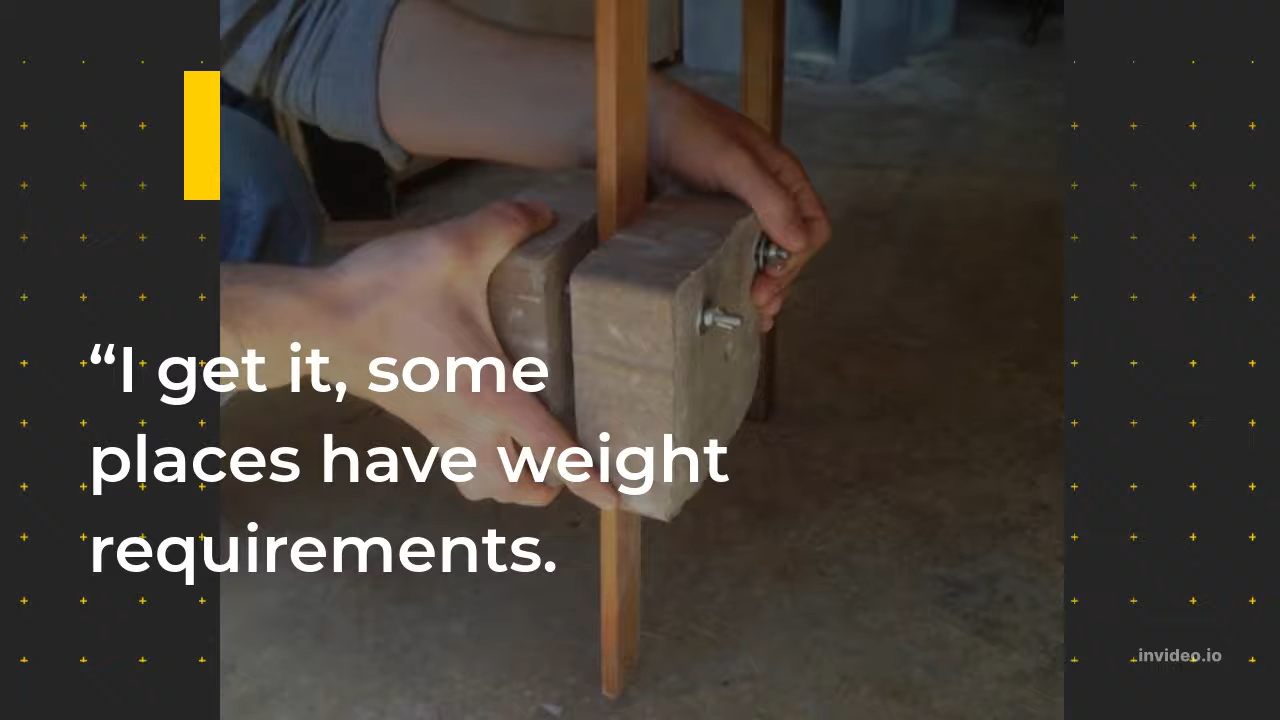 “I get it, some
places have weight
requirements.
invideo.io